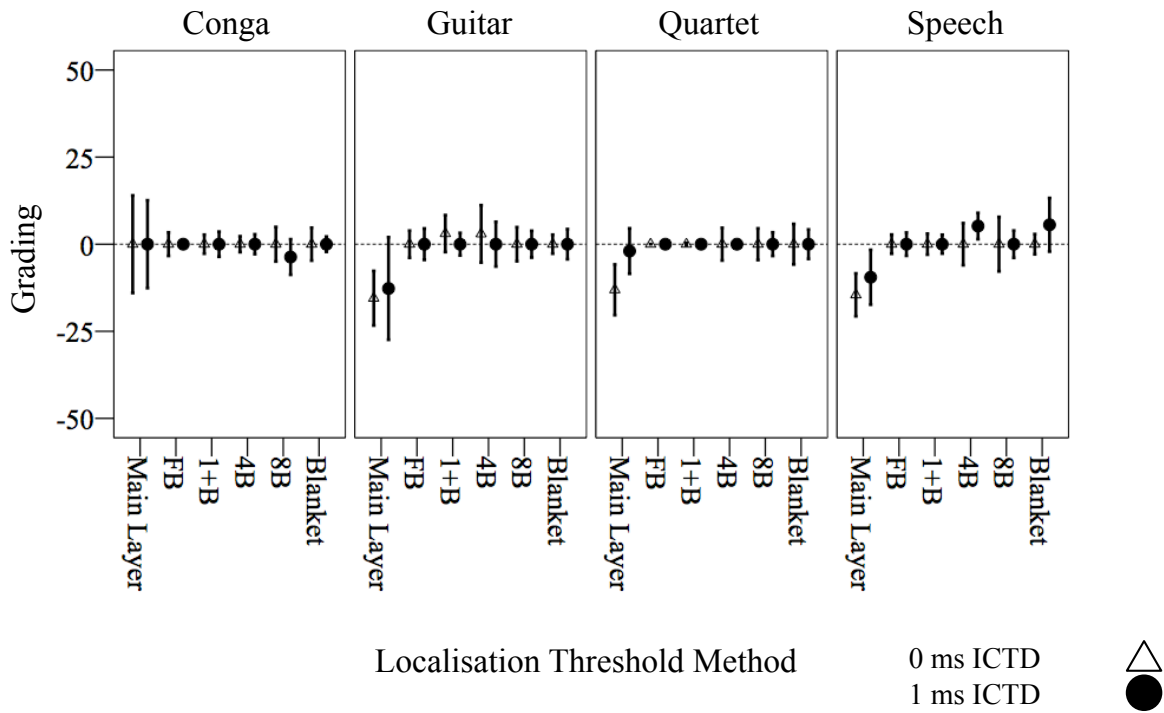 Conga Guitar Quartet Speech
50
25
0
-25
-50
Grading
Main Layer FB 1+B 4B 8B Blanket Main Layer FB 1+B 4B 8B Blanket Main Layer FB 1+B 4B 8B Blanket Main Layer FB 1+B 4B 8B Blanket
Localisation Threshold Method
0 ms ICTD
1 ms ICTD